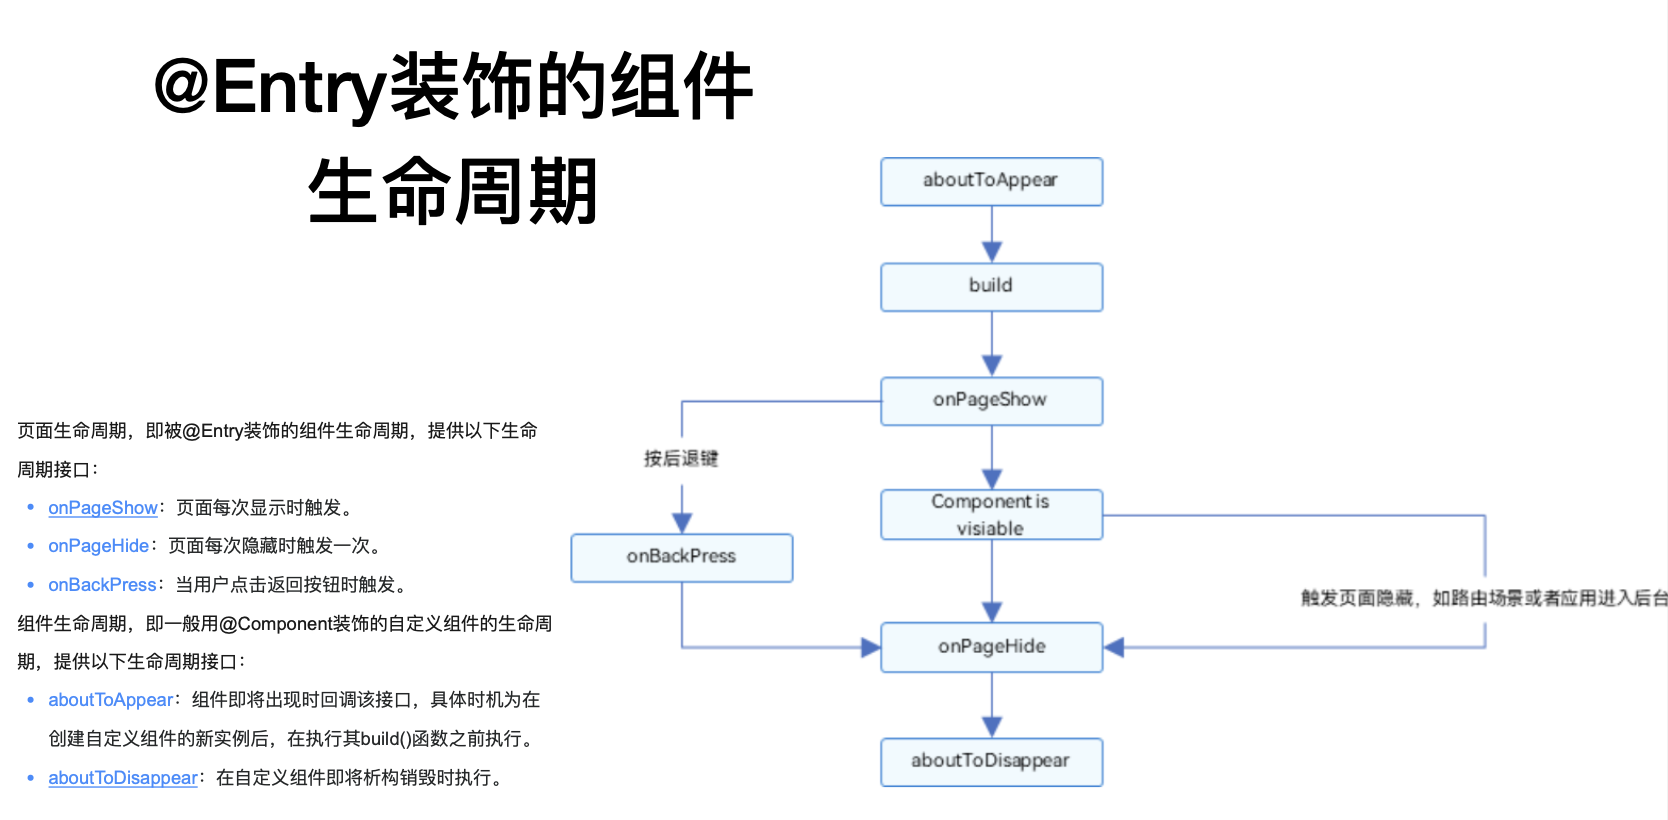 @Entry装饰的组件
生命周期
页面生命周期，即被@Entry装饰的组件生命周期，提供以下生命
周期接口：
• onPageShow：页面每次显示时触发。
• onPageHide：页面每次隐藏时触发一次。
• onBackPress：当用户点击返回按钮时触发。
组件生命周期，即一般用@Component装饰的自定义组件的生命周
期，提供以下生命周期接口：
• aboutToAppear：组件即将出现时回调该接口，具体时机为在
创建自定义组件的新实例后，在执行其build()函数之前执行。
• aboutToDisappear：在自定义组件即将析构销毁时执行。
aboutToAppear
build
onPageShow
按后退键
Component is
visiable
onBackPress
触发页面隐藏，如路由场景或者应用进入后台
onPageHide
aboutToDisappear